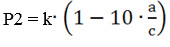 P2 = k· (1 − 10 · a/c)